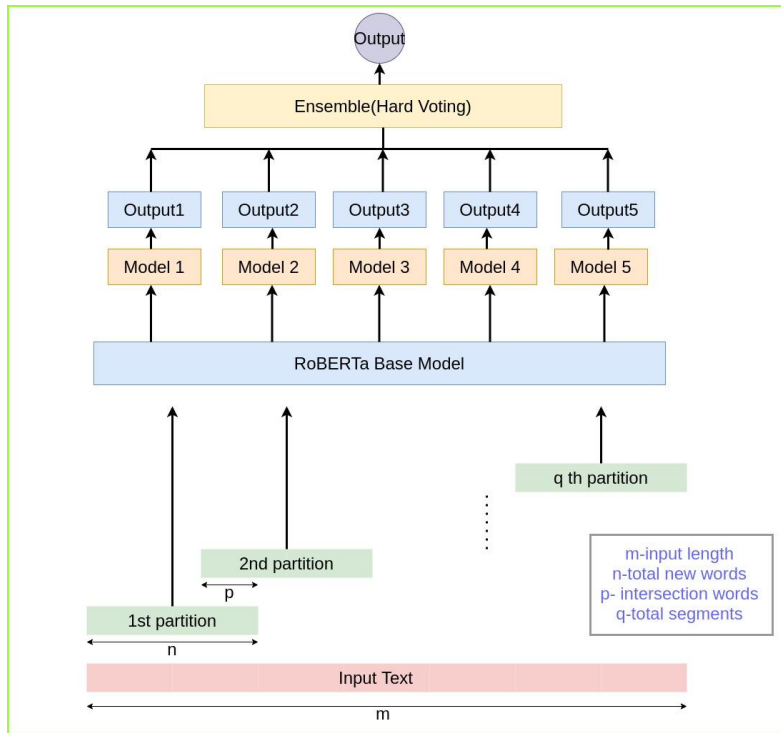 Output
Ensemble(Hard Voting)
Output1 Output2 Output3 Output4 Output5
Model 1 Model 2 Model 3 Model 4 Model 5
RoBERTa Base Model
q th partition
2nd partition
p
1st partition
n
m-input length
n-total new words
p- intersection words
q-total segments
Input Text
m